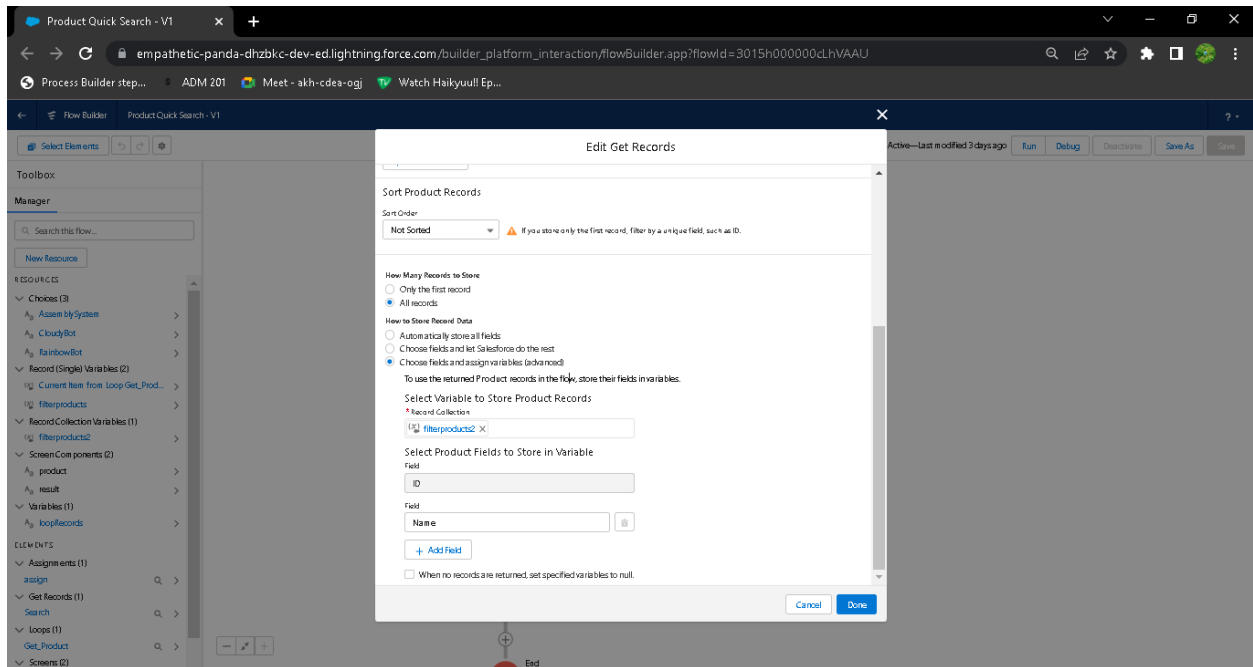 Product Quick Search - V1
empathetic-panda-dhzbkc-dev-ed.lightning.force.com/builder_platform_interaction/flowBuilder.app?flowId=3015h000000cLhVAAU
Process Builder step... ADM 201 Meet - akh-cdea-ogj Watch Haikyuu!! Ep...
Flow Builder Product Quick Search - V1 ?
Select Elements
Active—Last modified 3 days ago Run Debug Deactivate Save As Save
Toolbox
Manager
Search this flow...
New Resource
RESOURCES
Choices (3)
AssemblySystem
CloudyBot
RainbowBot
Record (Single) Variables (2)
Current Item from Loop Get_Prod...
filterproducts
Record Collection Variables (1)
filterproducts2
Screen Components (2)
product
result
Variables (1)
loopRecords
ELEMENTS
Assignments (1)
assign
Get Records (1)
Search
Loops (1)
Get_Product
Screens (2)
Edit Get Records
Sort Product Records
Sort Order
Not Sorted
If you store only the first record, filter by a unique field, such as ID.
How Many Records to Store
Only the first record
All records
How to Store Record Data
Automatically store all fields
Choose fields and let Salesforce do the rest
Choose fields and assign variables (advanced)
To use the returned Product records in the flow, store their fields in variables.
Select Variable to Store Product Records
* Record Collection
filterproducts2
Select Product Fields to Store in Variable
Field
ID
Field
Name
+ Add Field
When no records are returned, set specified variables to null.
Cancel Done
End